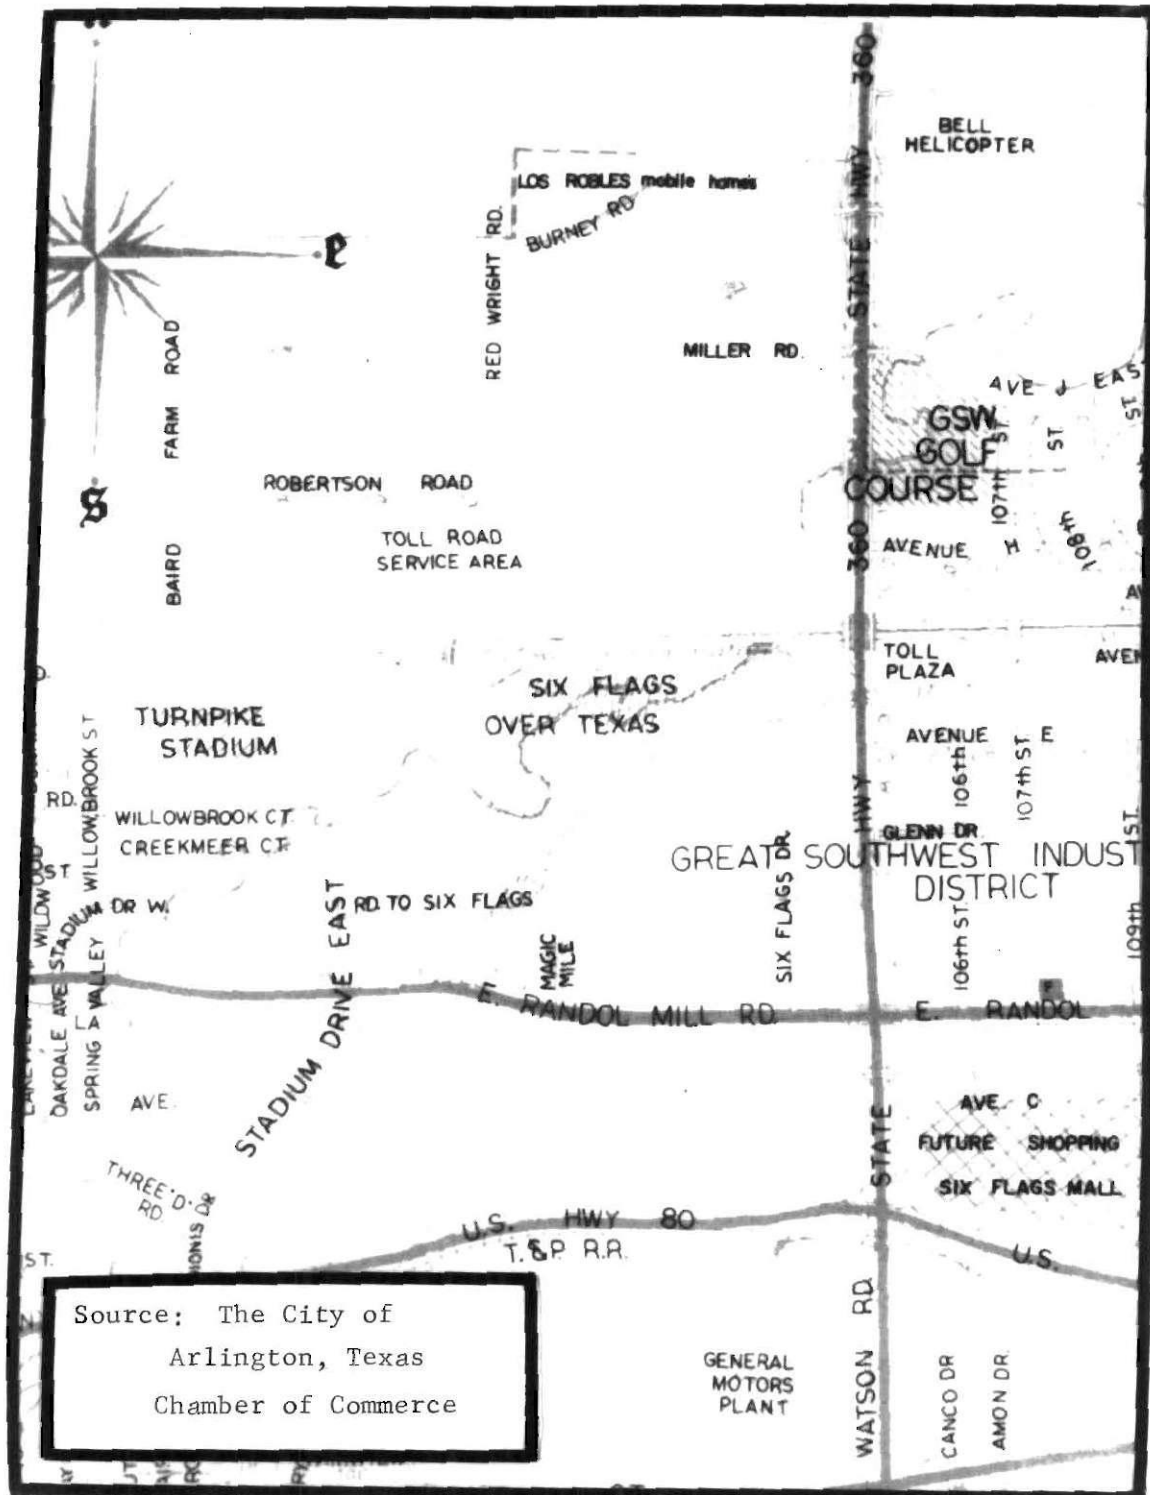 360
BELL
HELICOPTER
STATE HWY
LOS ROBLES mobile homes
BURNEY RD
RED WRIGHT RD.
e
S
BAIRD FARM ROAD
MILLER RD.
AVE J EAS
GSW
GOLF
COURSE
107th ST.
ST
ST
108th
ROBERTSON ROAD
TOLL ROAD
SERVICE AREA
360
AVENUE H
AV
TOLL
PLAZA
AVEN
SIX FLAGS
OVER TEXAS
TURNPIKE
STADIUM
AVENUE E
106th
107th ST.
HWY
RD.
WILLOWBROOK ST
WILLOWBROOK CT
CREEKMEER CT.
GLENN DR
GREAT SOUTHWEST INDUST
DISTRICT
SIX FLAGS DR.
106th ST.
109th ST.
ST.
WILDWOOD
STADIUM DR W.
RD. TO SIX FLAGS
MAGIC
MILE
STADIUM DRIVE EAST
E. RANDOL MILL RD.
E. RANDOL
F
OAKDALE AVE
SPRING VALLEY
LA
AVE.
THREE "D"
RD.
STATE
AVE. C
FUTURE SHOPPING
SIX FLAGS MALL
U.S. HWY 80
U.S.
T. & P. R.R.
ST.
WATSON RD.
GENERAL
MOTORS
PLANT
CANCO DR
AMON DR.
Source: The City of
Arlington, Texas
Chamber of Commerce